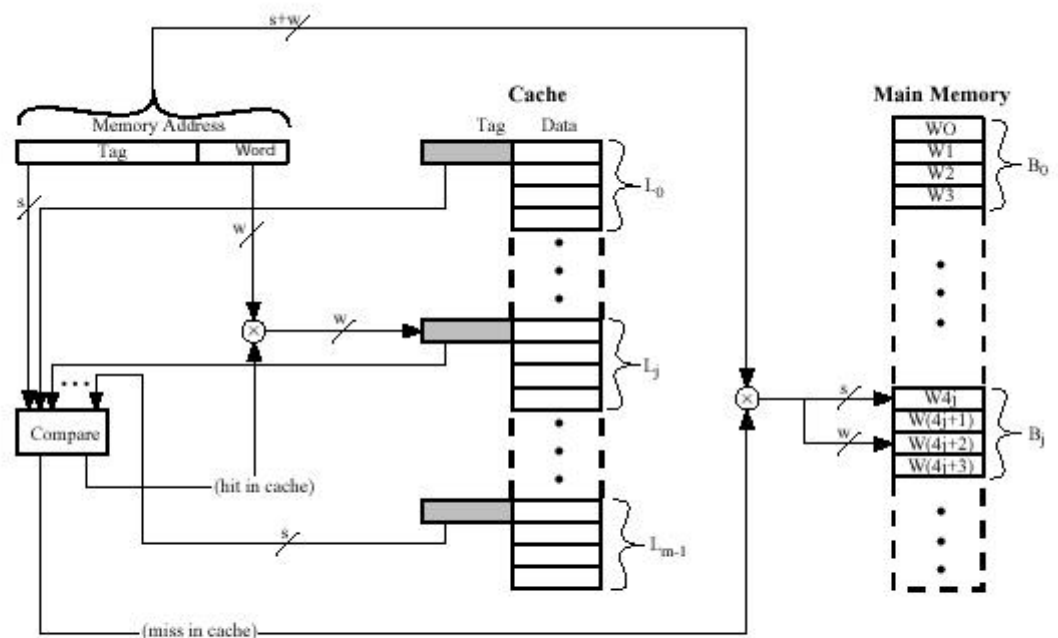 s+w
Cache
Main Memory
Memory Address
Tag Data
Tag Word
W0
W1
W2
W3
B0
L0
s
w
w
Lj
Compare
(hit in cache)
s
w
W4j
W(4j+1)
W(4j+2)
W(4j+3)
Bj
s
Lm-1
(miss in cache)